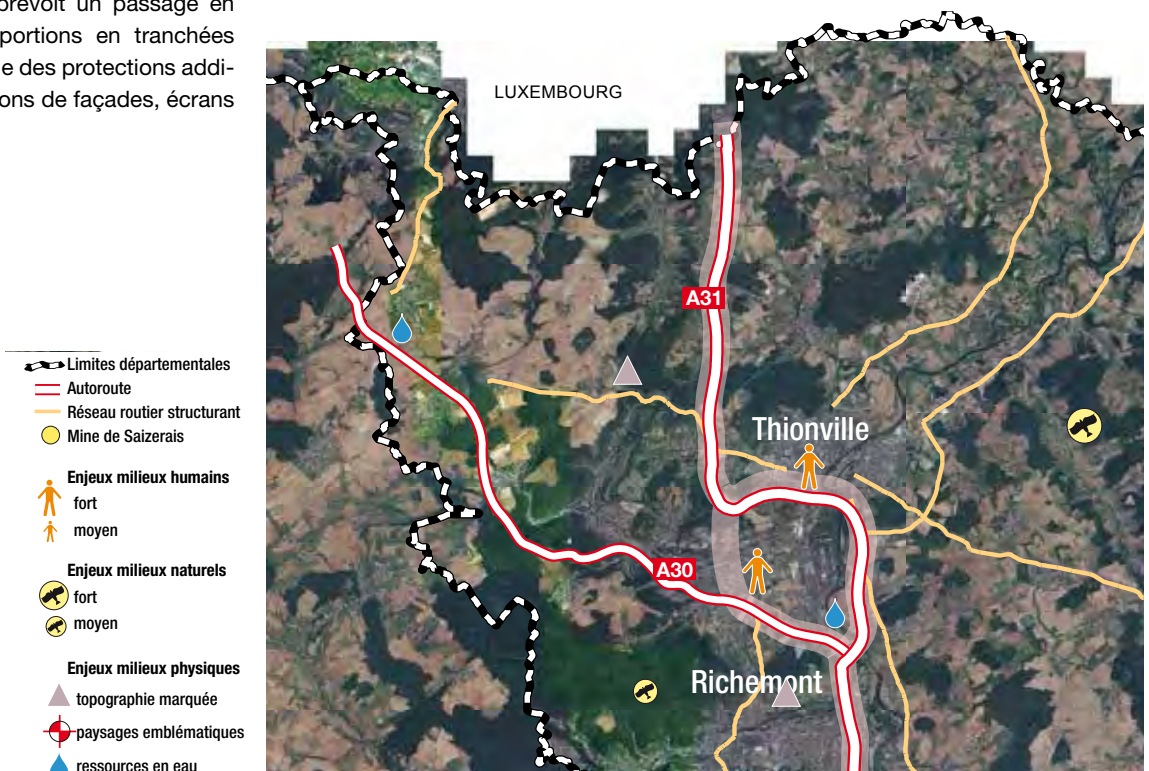 prévoit un passage en
portions en tranchées
e des protections addi-
ons de façades, écrans
LUXEMBOURG
A31
Thionville
A30
Richemont
Limites départementales
Autoroute
Réseau routier structurant
Mine de Saizerais
Enjeux milieux humains
fort
moyen
Enjeux milieux naturels
fort
moyen
Enjeux milieux physiques
topographie marquée
paysages emblématiques
ressources en eau